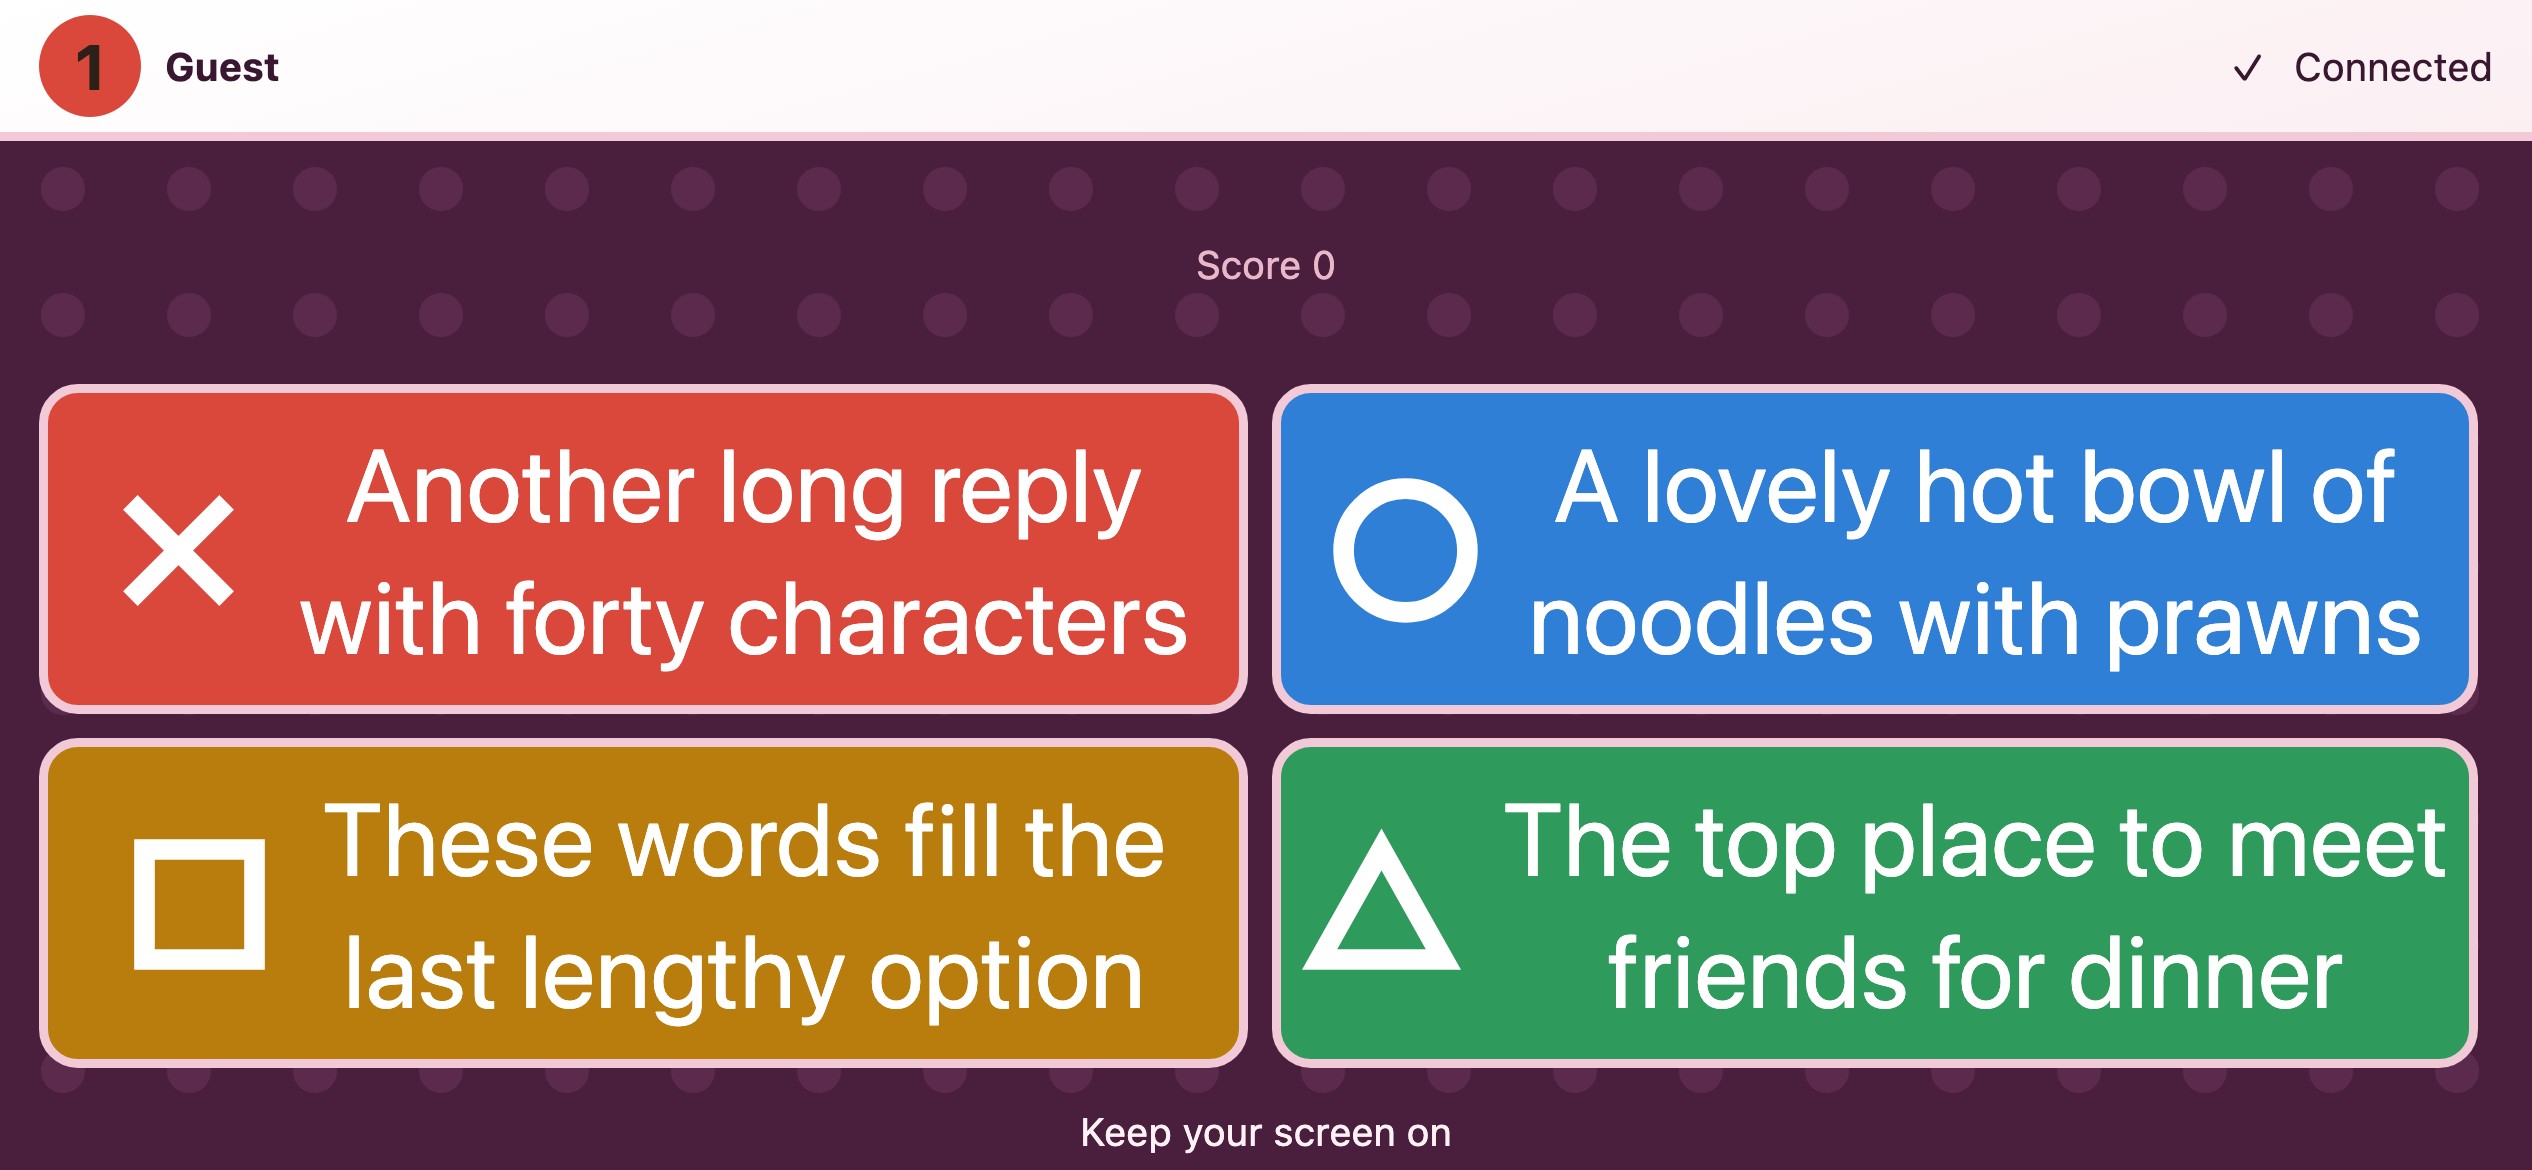 1 Guest
✓ Connected
Score 0
Another long reply
with forty characters
A lovely hot bowl of
noodles with prawns
These words fill the
last lengthy option
The top place to meet
friends for dinner
Keep your screen on